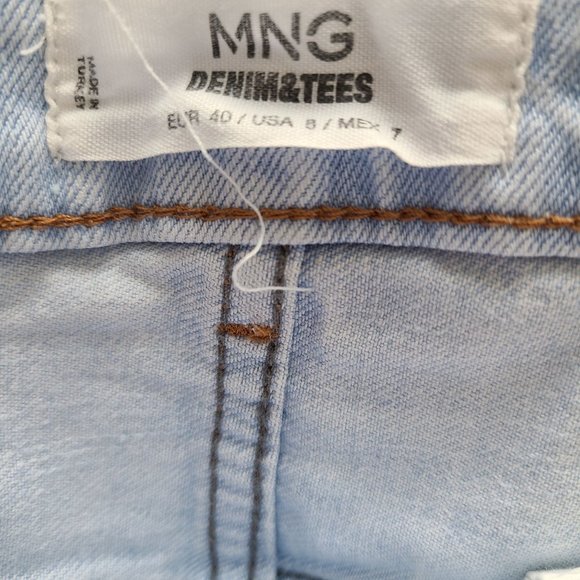 MNG
DENIM&TEES
EUR 40 / USA 8 / MEX 7
MADE IN
TURKEY